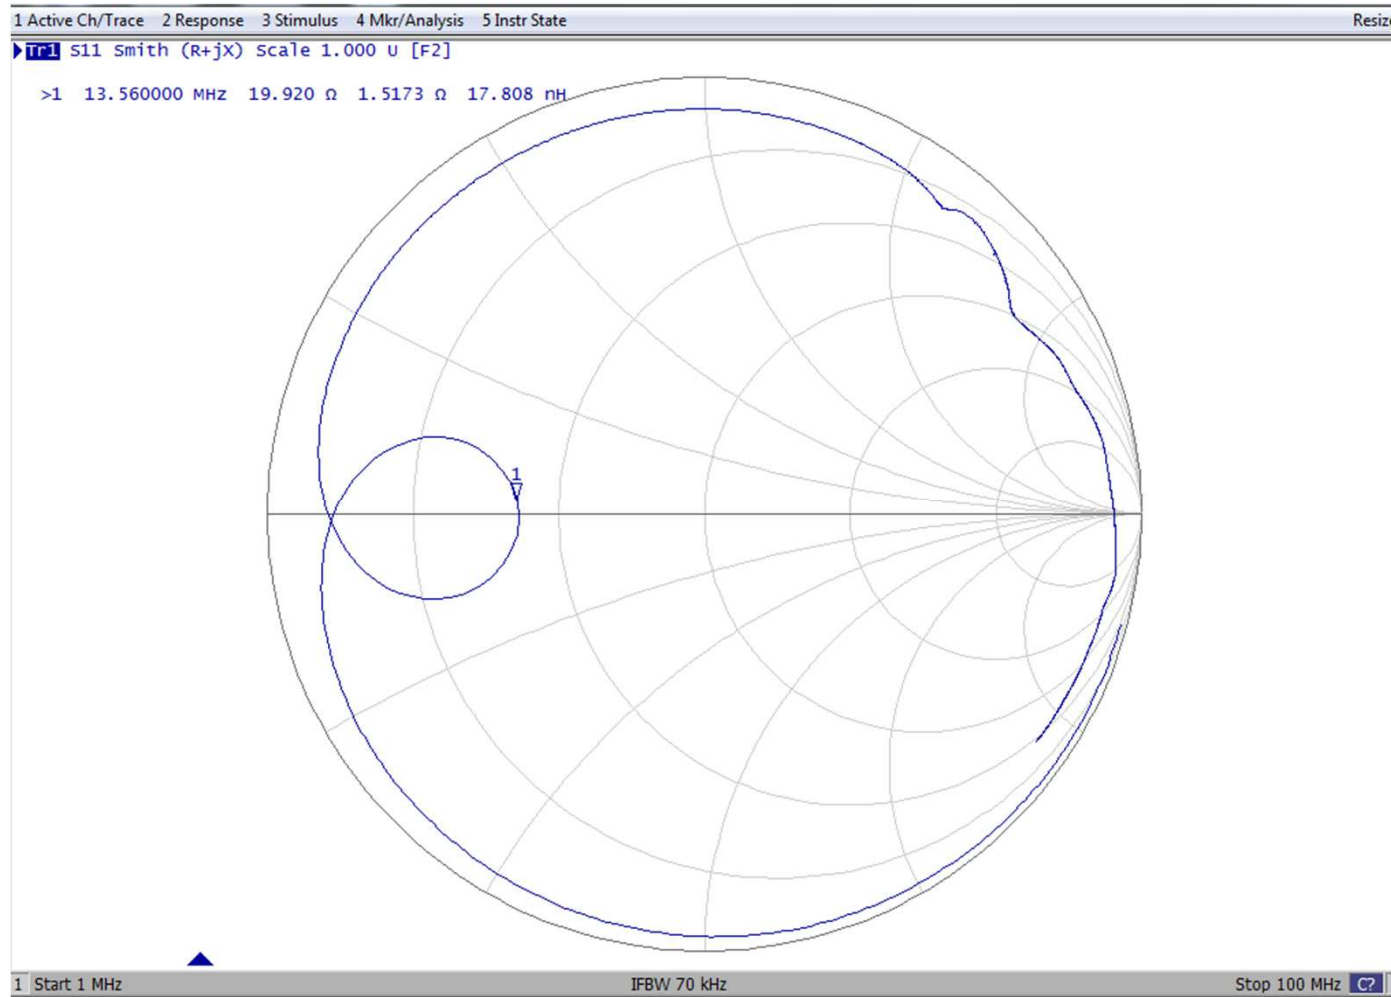 1 Active Ch/Trace 2 Response 3 Stimulus 4 Mkr/Analysis 5 Instr State
Tr1 S11 Smith (R+jX) Scale 1.000 U [F2]
>1 13.560000 MHz 19.920 Ω 1.5173 Ω 17.808 nH
1
1 Start 1 MHz IFBW 70 kHz Stop 100 MHz C?